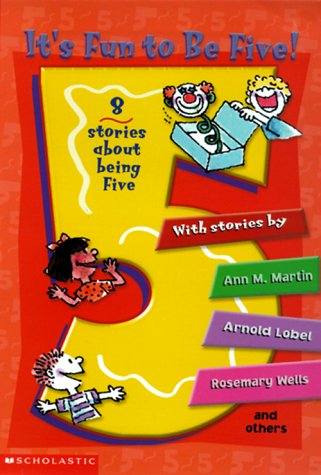 It's Fun to Be Five!
8
stories
about
being
Five
With stories by
Ann M. Martin
Arnold Lobel
Rosemary Wells
and
others
SCHOLASTIC